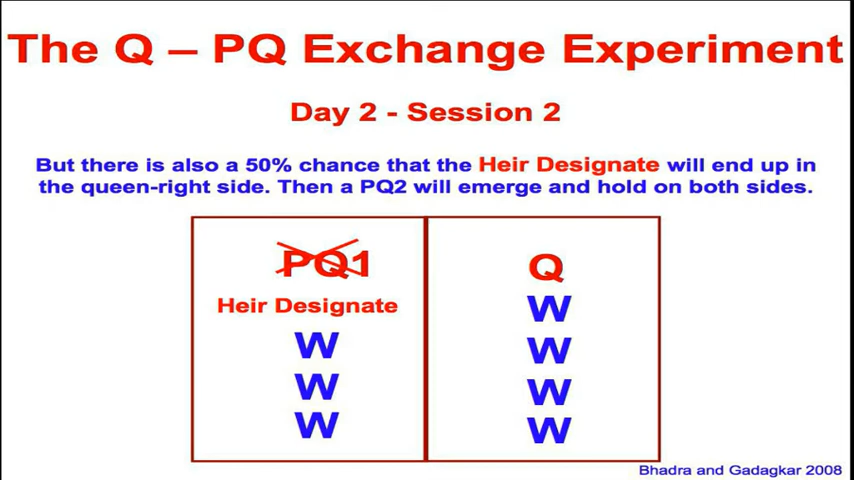 The Q – PQ Exchange Experiment
Day 2 - Session 2
But there is also a 50% chance that the Heir Designate will end up in
the queen-right side. Then a PQ2 will emerge and hold on both sides.
PQ1
Heir Designate
W
W
W
Q
W
W
W
W
Bhadra and Gadagkar 2008